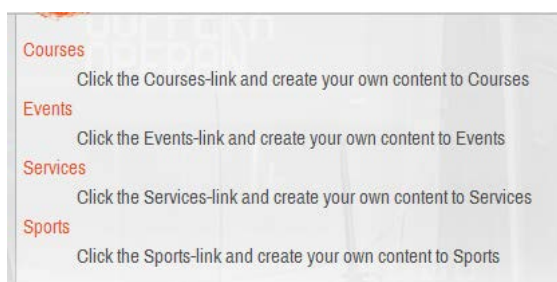 Courses
Click the Courses-link and create your own content to Courses
Events
Click the Events-link and create your own content to Events
Services
Click the Services-link and create your own content to Services
Sports
Click the Sports-link and create your own content to Sports